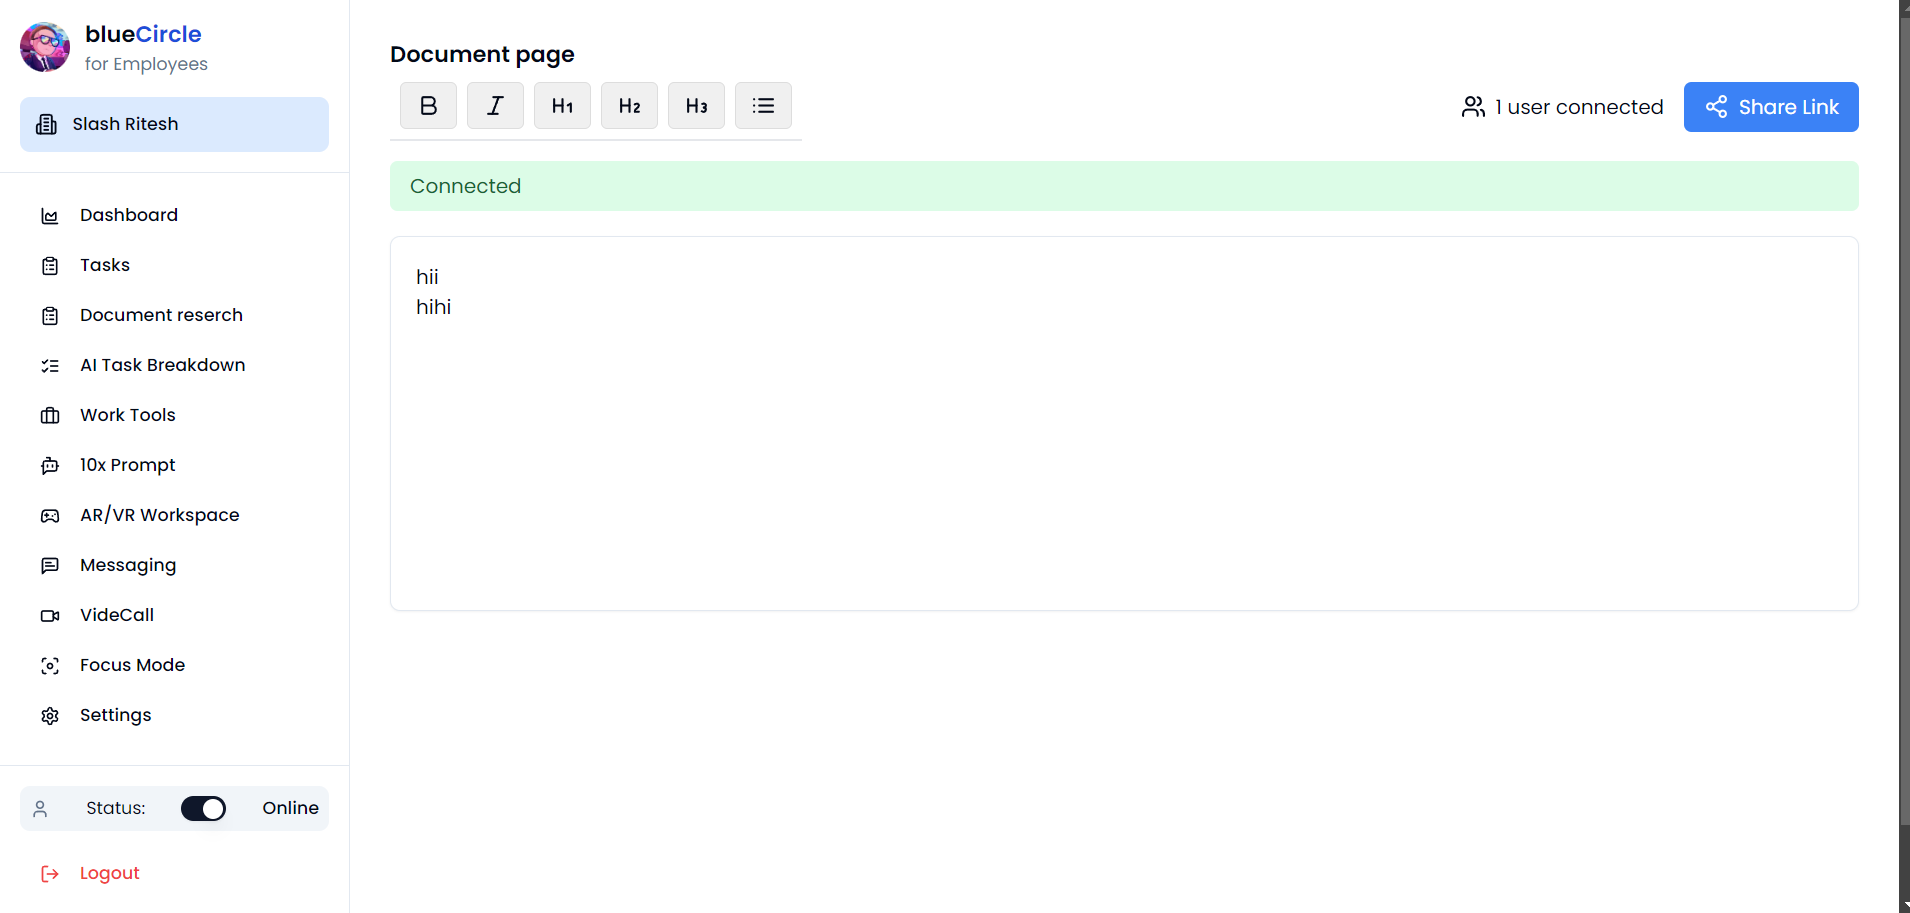 blueCircle
for Employees
Slash Ritesh
Dashboard
Tasks
Document reserch
AI Task Breakdown
Work Tools
10x Prompt
AR/VR Workspace
Messaging
VideCall
Focus Mode
Settings
Status: Online
Logout
Document page
B I H1 H2 H3
1 user connected
Share Link
Connected
hii
hihi